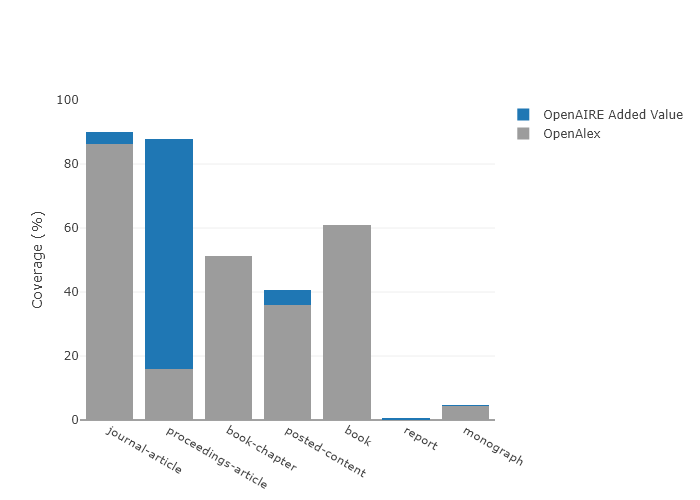 100
80
60
40
20
0
Coverage (%)
journal-article
proceedings-article
book-chapter
posted-content
book
report
monograph
OpenAIRE Added Value
OpenAlex